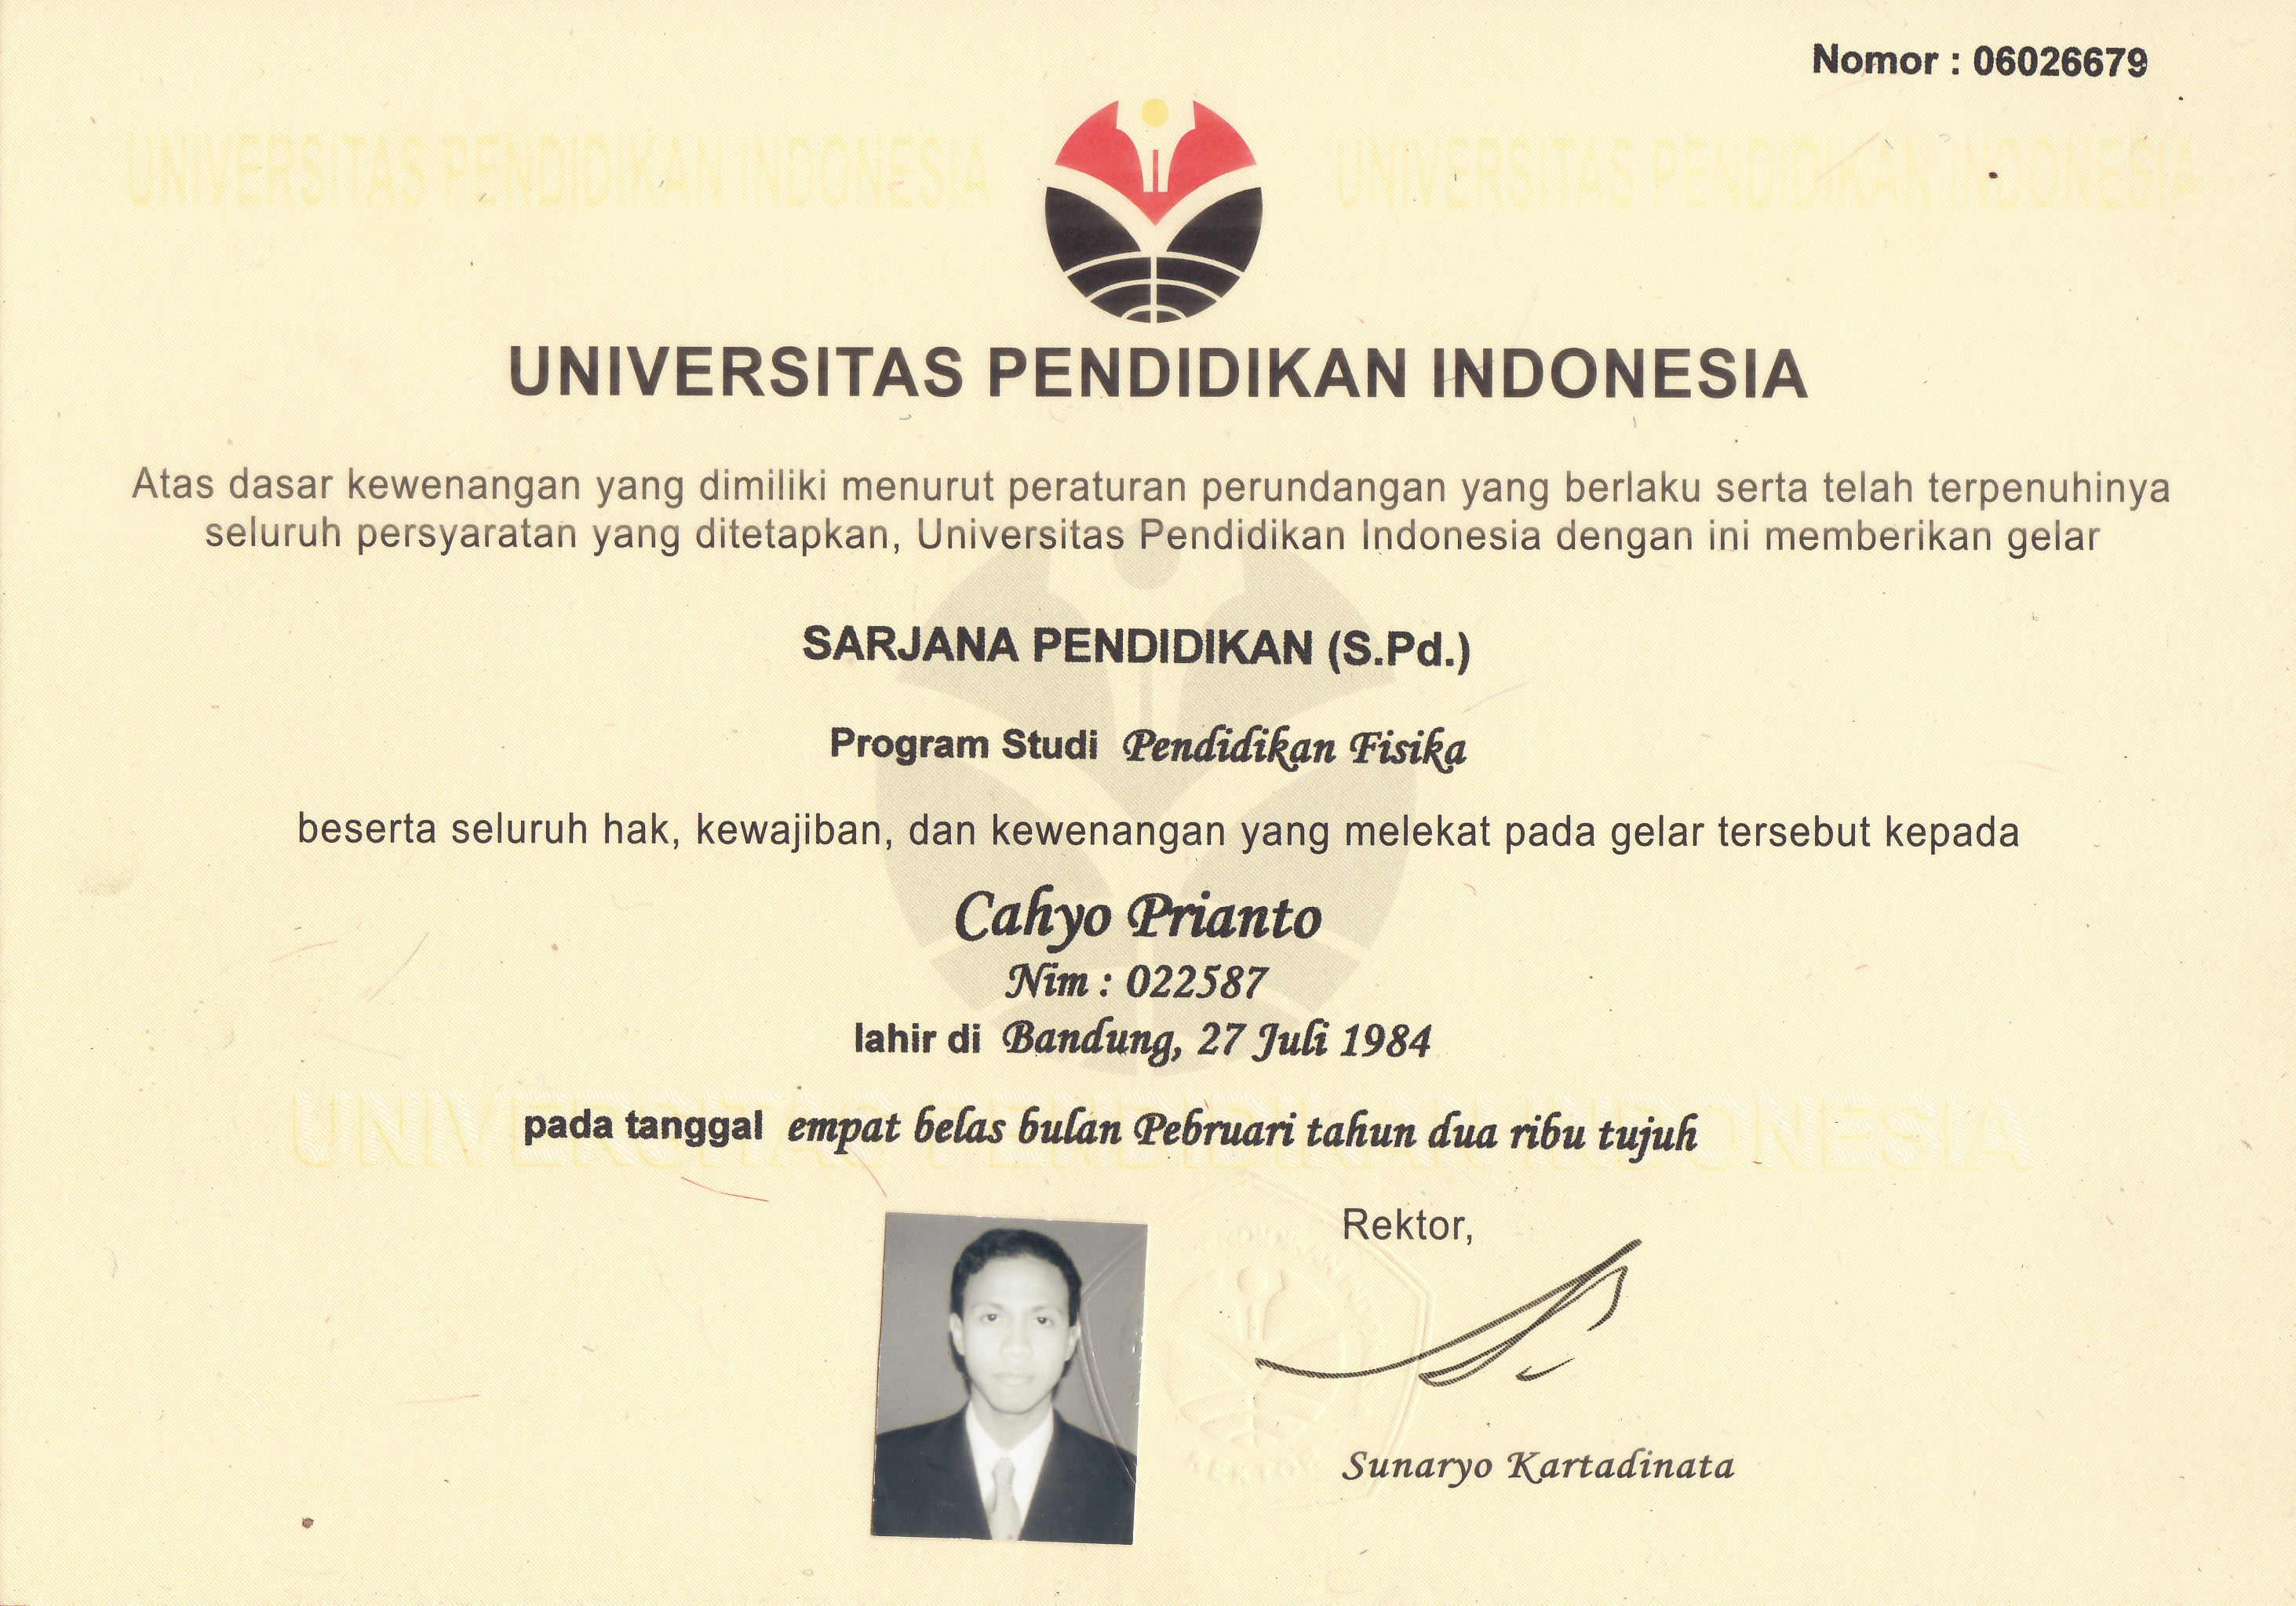 Nomor : 06026679
UNIVERSITAS PENDIDIKAN INDONESIA UNIVERSITAS PENDIDIKAN INDONESIA
UNIVERSITAS PENDIDIKAN INDONESIA
Atas dasar kewenangan yang dimiliki menurut peraturan perundangan yang berlaku serta telah terpenuhinya
seluruh persyaratan yang ditetapkan, Universitas Pendidikan Indonesia dengan ini memberikan gelar
SARJANA PENDIDIKAN (S.Pd.)
Program Studi Pendidikan Fisika
beserta seluruh hak, kewajiban, dan kewenangan yang melekat pada gelar tersebut kepada
Cahyo Prianto
Nim : 022587
lahir di Bandung, 27 Juli 1984
UNIVERSITAS PENDIDIKAN INDONESIA
pada tanggal empat belas bulan Pebruari tahun dua ribu tujuh
Rektor,
REKTOR
Sunaryo Kartadinata